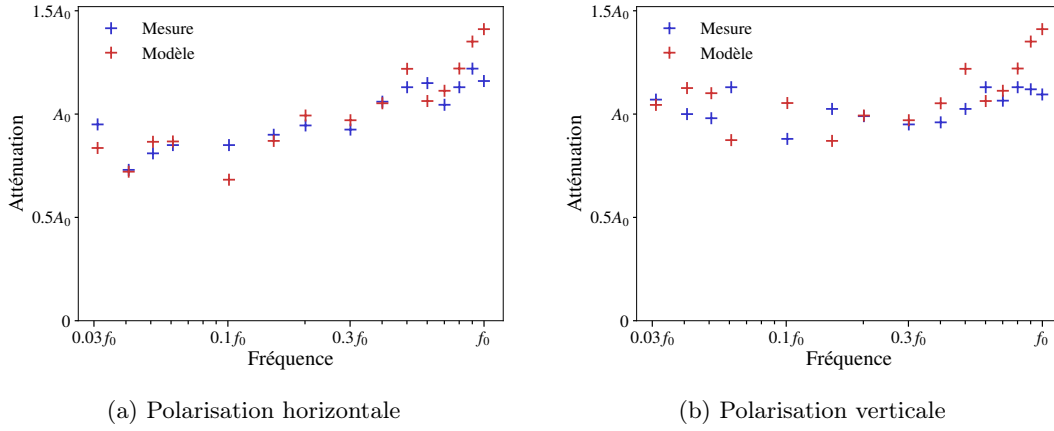 1.5A₀
A₀
0.5A₀
0
Atténuation
Mesure
Modèle
0.03f₀ 0.1f₀ 0.3f₀ f₀
Fréquence
(a) Polarisation horizontale
1.5A₀
A₀
0.5A₀
0
Atténuation
Mesure
Modèle
0.03f₀ 0.1f₀ 0.3f₀ f₀
Fréquence
(b) Polarisation verticale